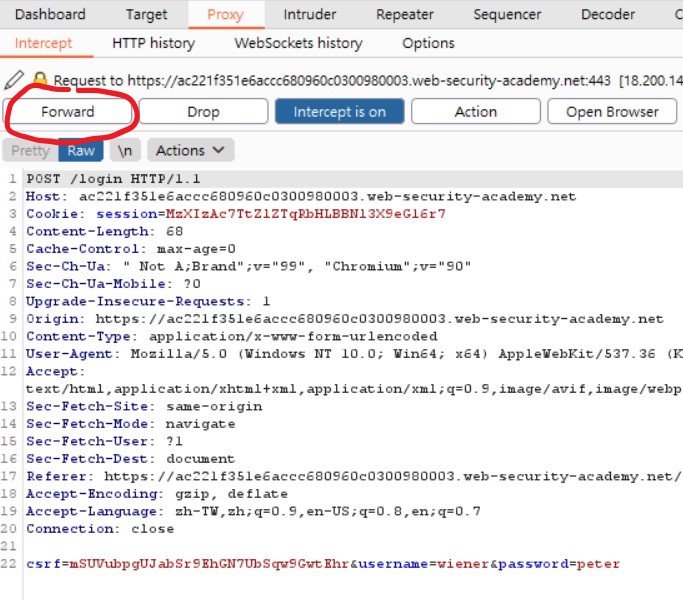 Dashboard Target Proxy Intruder Repeater Sequencer Decoder
Intercept HTTP history WebSockets history Options
Request to https://ac221f351e6accc680960c0300980003.web-security-academy.net:443 [18.200.14
Forward Drop Intercept is on Action Open Browser
Pretty Raw \n Actions
1 POST /login HTTP/1.1
2 Host: ac221f351e6accc680960c0300980003.web-security-academy.net
3 Cookie: session=MzXIzAc7TtZ1ZTqRbHLBBN13X9eG16r7
4 Content-Length: 68
5 Cache-Control: max-age=0
6 Sec-Ch-Ua: " Not A;Brand";v="99", "Chromium";v="90"
7 Sec-Ch-Ua-Mobile: ?0
8 Upgrade-Insecure-Requests: 1
9 Origin: https://ac221f351e6accc680960c0300980003.web-security-academy.net
10 Content-Type: application/x-www-form-urlencoded
11 User-Agent: Mozilla/5.0 (Windows NT 10.0; Win64; x64) AppleWebKit/537.36 (K
12 Accept:
text/html,application/xhtml+xml,application/xml;q=0.9,image/avif,image/webp
13 Sec-Fetch-Site: same-origin
14 Sec-Fetch-Mode: navigate
15 Sec-Fetch-User: ?1
16 Sec-Fetch-Dest: document
17 Referer: https://ac221f351e6accc680960c0300980003.web-security-academy.net/
18 Accept-Encoding: gzip, deflate
19 Accept-Language: zh-TW,zh;q=0.9,en-US;q=0.8,en;q=0.7
20 Connection: close
21
22 csrf=mSUVubpgUJabSr9EhGN7UbSqw9GwtEhr&username=wiener&password=peter